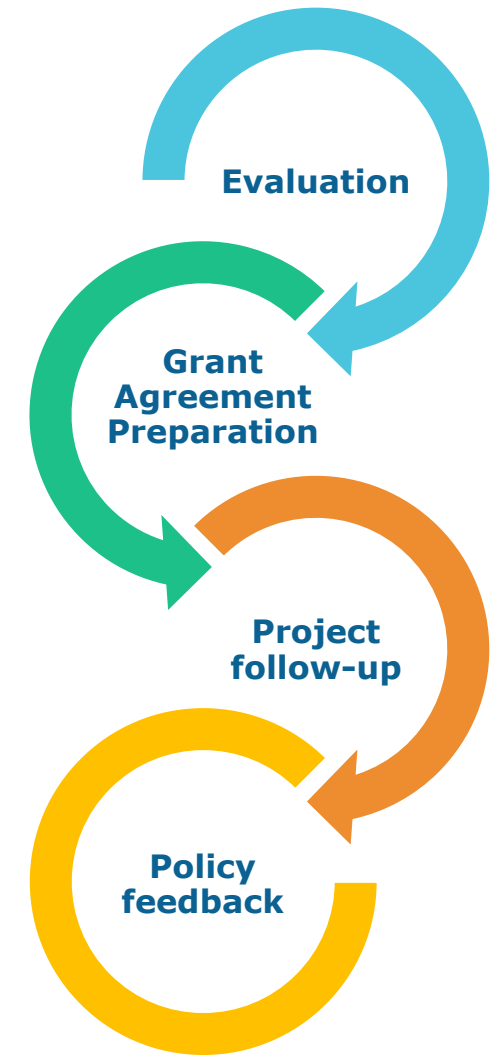 Evaluation
Grant
Agreement
Preparation
Project
follow-up
Policy
feedback